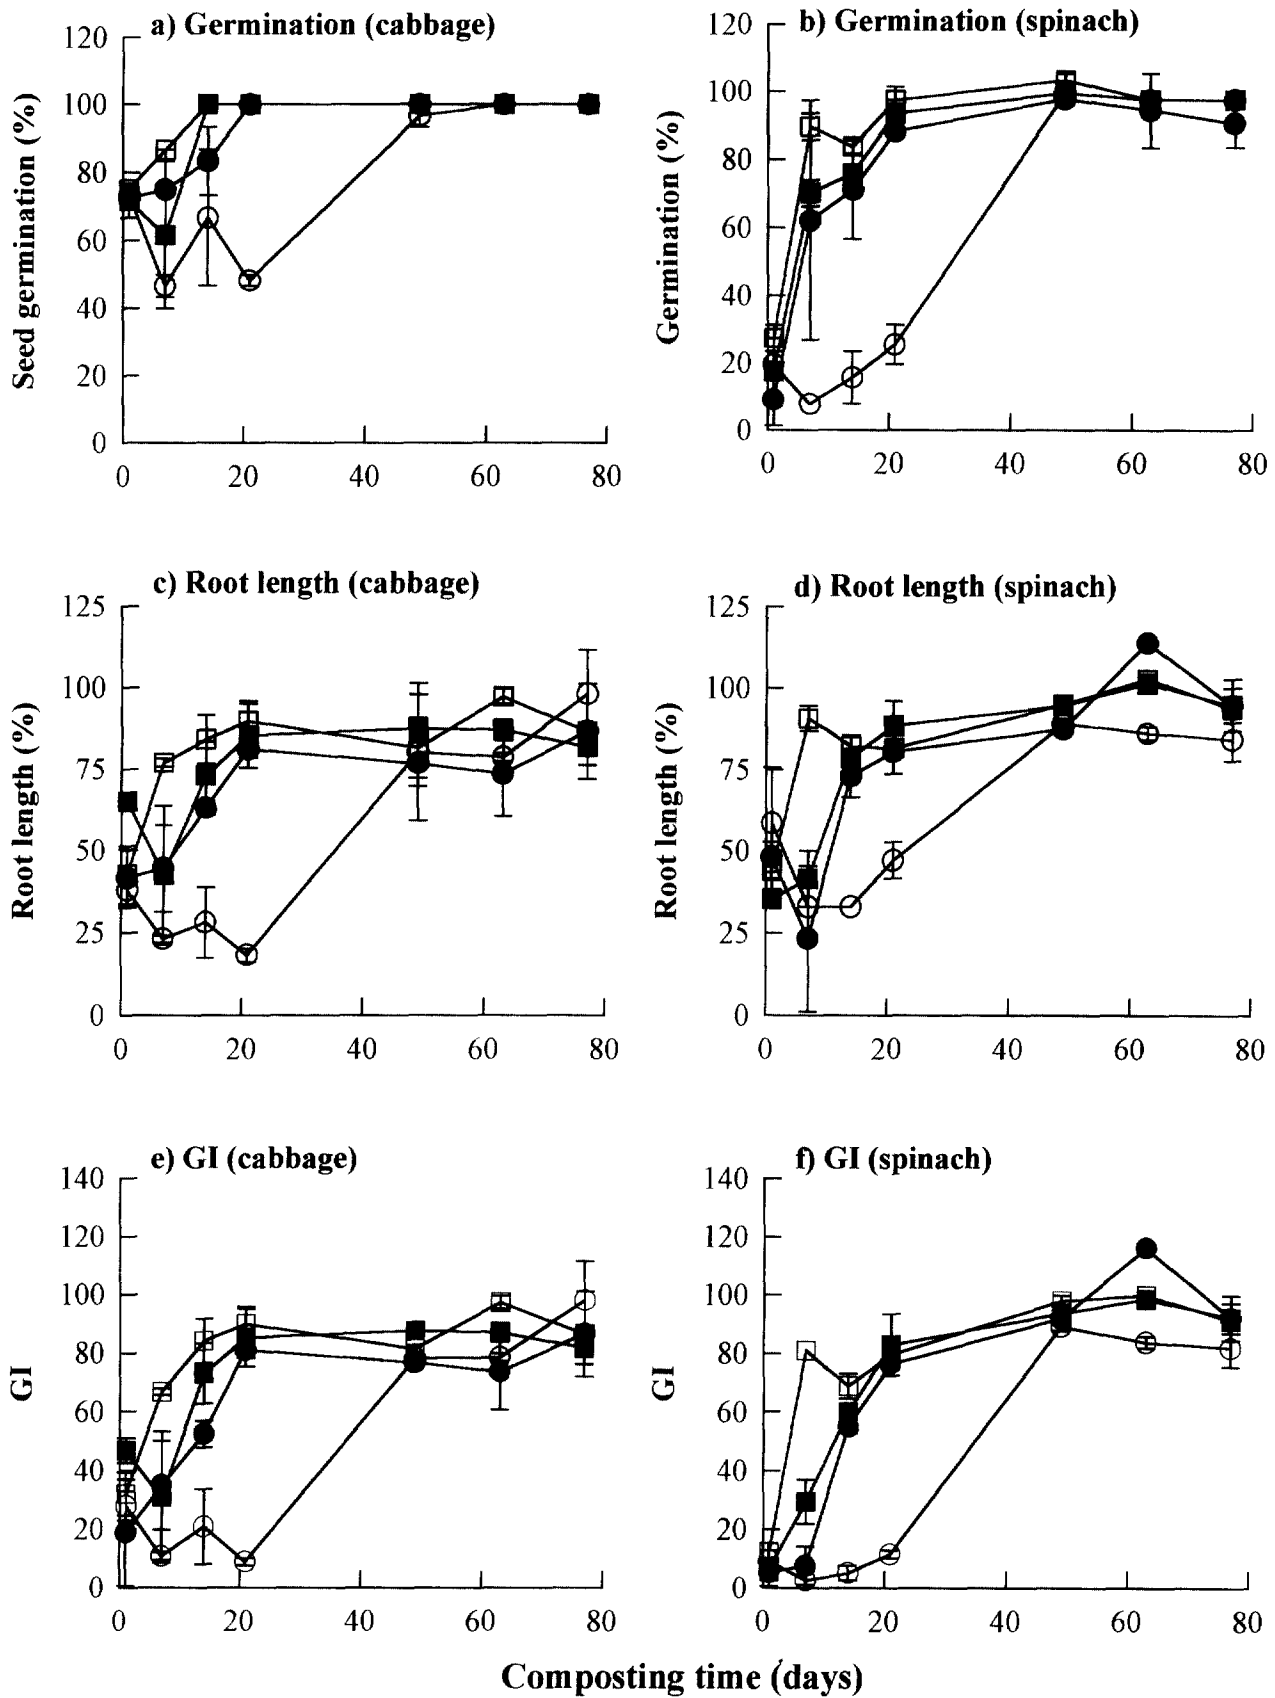 a) Germination (cabbage)
120
100
80
60
40
20
0
Seed germination (%)
0 20 40 60 80
b) Germination (spinach)
120
100
80
60
40
20
0
Germination (%)
0 20 40 60 80
c) Root length (cabbage)
125
100
75
50
25
0
Root length (%)
0 20 40 60 80
d) Root length (spinach)
125
100
75
50
25
0
Root length (%)
0 20 40 60 80
e) GI (cabbage)
140
120
100
80
60
40
20
0
GI
0 20 40 60 80
f) GI (spinach)
140
120
100
80
60
40
20
0
GI
0 20 40 60 80
Composting time (days)